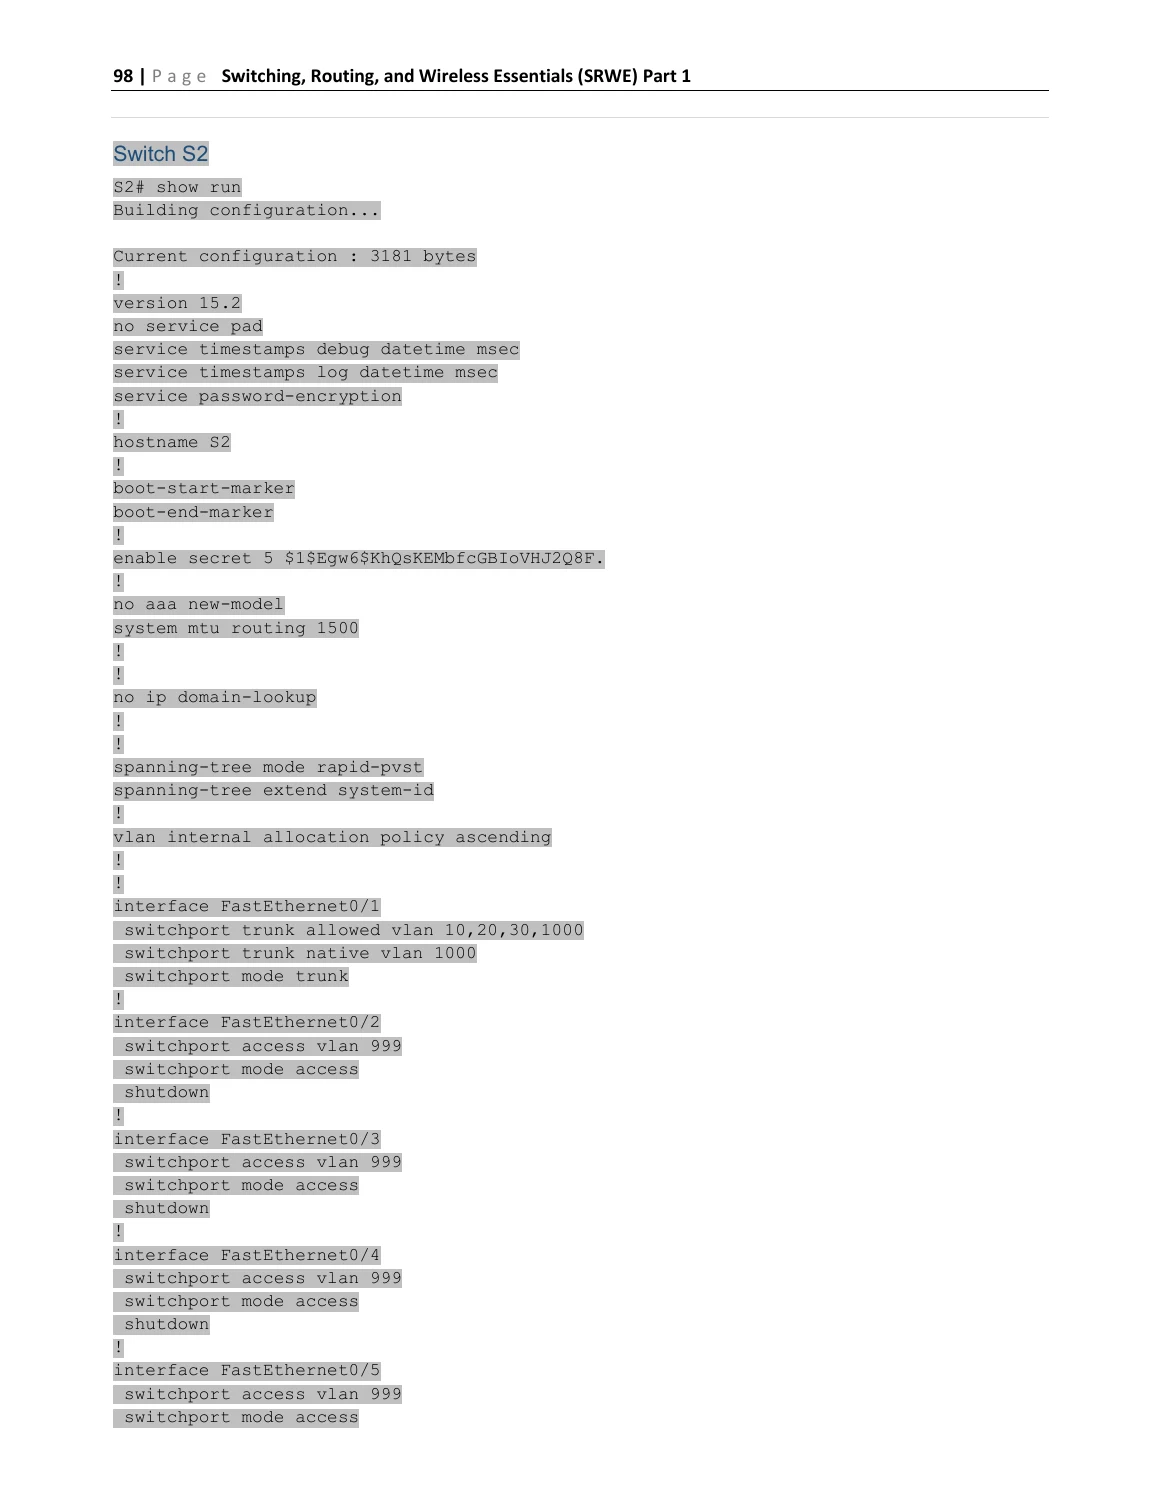 98 | P a g e Switching, Routing, and Wireless Essentials (SRWE) Part 1
Switch S2
S2# show run
Building configuration...
Current configuration : 3181 bytes
!
version 15.2
no service pad
service timestamps debug datetime msec
service timestamps log datetime msec
service password-encryption
!
hostname S2
!
boot-start-marker
boot-end-marker
!
enable secret 5 $1$Egw6$KhQsKEMbfcGBIoVHJ2Q8F.
!
no aaa new-model
system mtu routing 1500
!
!
no ip domain-lookup
!
!
spanning-tree mode rapid-pvst
spanning-tree extend system-id
!
vlan internal allocation policy ascending
!
!
interface FastEthernet0/1
 switchport trunk allowed vlan 10,20,30,1000
 switchport trunk native vlan 1000
 switchport mode trunk
!
interface FastEthernet0/2
 switchport access vlan 999
 switchport mode access
 shutdown
!
interface FastEthernet0/3
 switchport access vlan 999
 switchport mode access
 shutdown
!
interface FastEthernet0/4
 switchport access vlan 999
 switchport mode access
 shutdown
!
interface FastEthernet0/5
 switchport access vlan 999
 switchport mode access